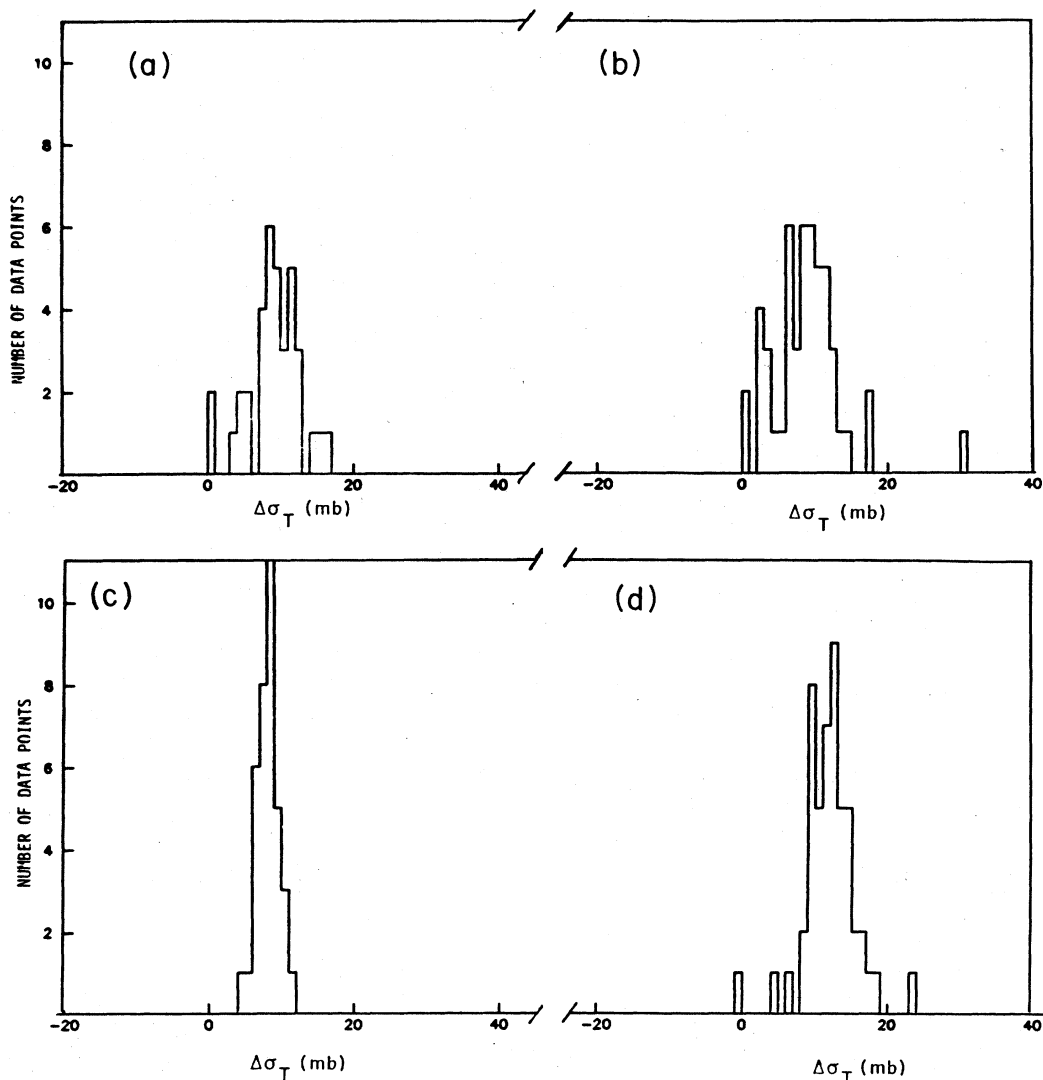 (a)
(b)
NUMBER OF DATA POINTS
10
8
6
4
2
-20
0
20
40
-20
0
20
40
Δσ_T (mb)
Δσ_T (mb)
(c)
(d)
NUMBER OF DATA POINTS
10
8
6
4
2
-20
0
20
40
-20
0
20
40
Δσ_T (mb)
Δσ_T (mb)